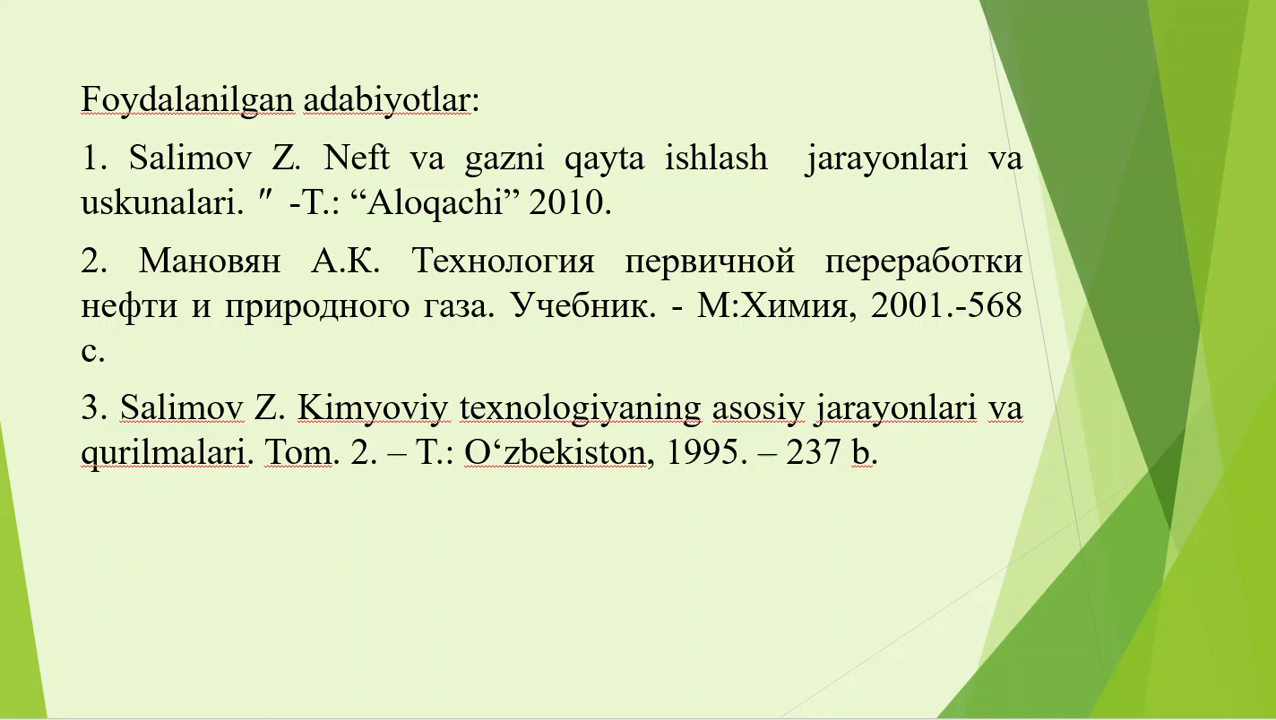 Foydalanilgan adabiyotlar:
1. Salimov Z. Neft va gazni qayta ishlash jarayonlari va
uskunalari. " -T.: “Aloqachi” 2010.
2. Мановян А.К. Технология первичной переработки
нефти и природного газа. Учебник. - М:Химия, 2001.-568
с.
3. Salimov Z. Kimyoviy texnologiyaning asosiy jarayonlari va
qurilmalari. Tom. 2. – T.: O‘zbekiston, 1995. – 237 b.